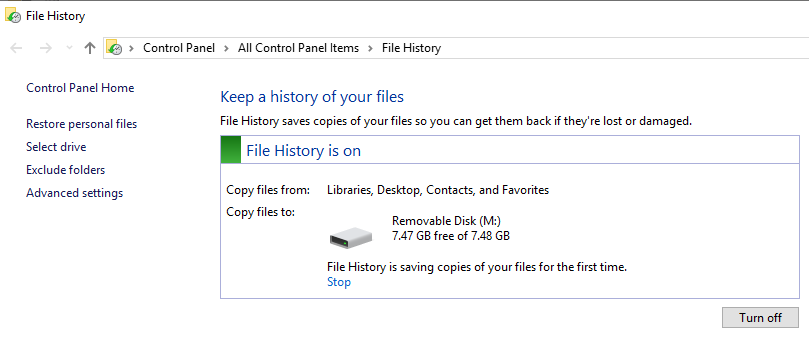 File History
Control Panel > All Control Panel Items > File History
Control Panel Home
Restore personal files
Select drive
Exclude folders
Advanced settings
Keep a history of your files
File History saves copies of your files so you can get them back if they're lost or damaged.
File History is on
Copy files from: Libraries, Desktop, Contacts, and Favorites
Copy files to:
Removable Disk (M:)
7.47 GB free of 7.48 GB
File History is saving copies of your files for the first time.
Stop
Turn off